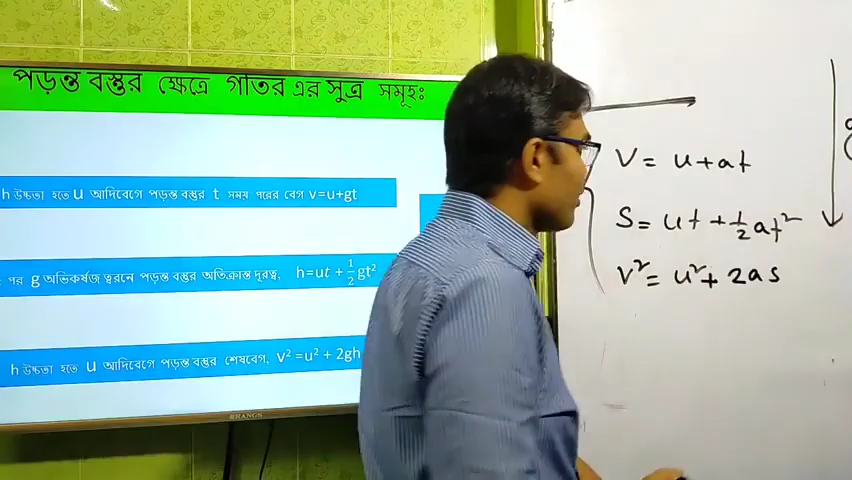 পড়ন্ত বস্তুর ক্ষেত্রে গতির এর সুত্র সমূহঃ
h উচ্চতা হতে u আদিবেগে পড়ন্ত বস্তুর t সময় পরের বেগ v=u+gt
পর g অভিকর্ষজ ত্বরনে পড়ন্ত বস্তুর অতিক্রান্ত দূরত্ব, h=ut + 1/2 gt²
h উচ্চতা হতে u আদিবেগে পড়ন্ত বস্তুর শেষবেগ, v² =u² + 2gh
RANGS
V = u + at
S = ut + 1/2 at²
V² = u² + 2as